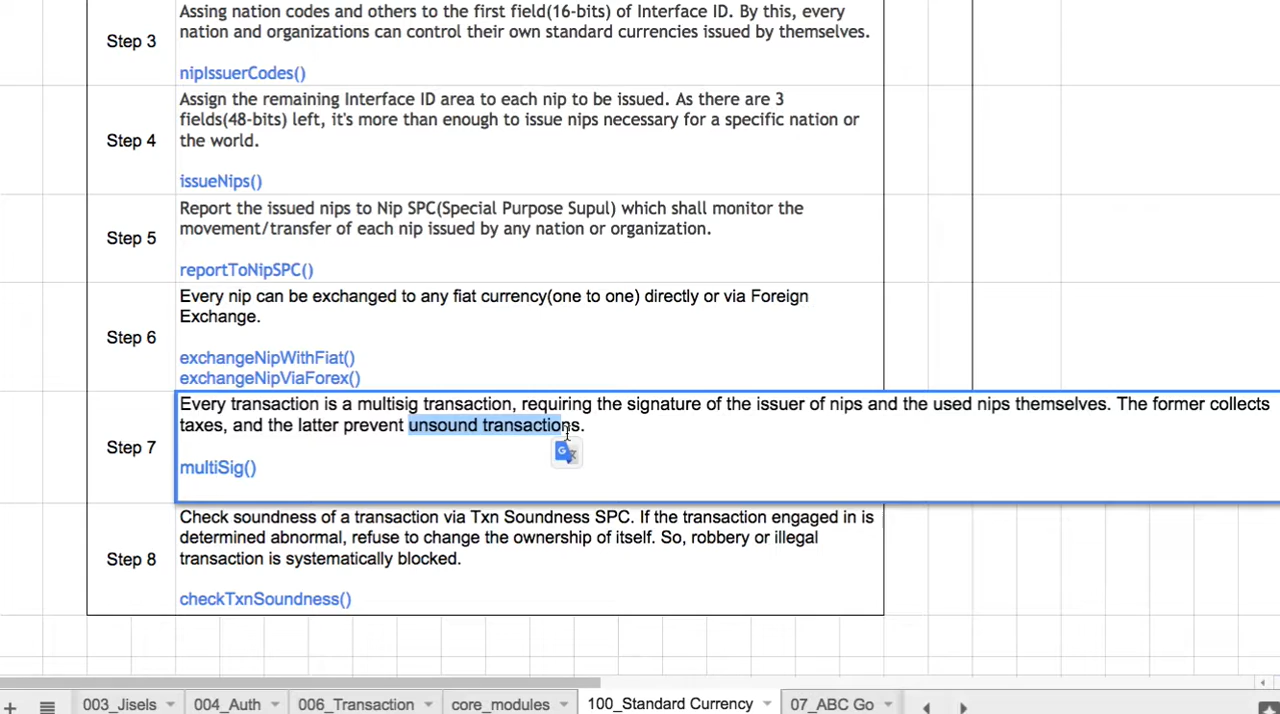 Assing nation codes and others to the first field(16-bits) of Interface ID. By this, every
Step 3
nation and organizations can control their own standard currencies issued by themselves.
nipIssuerCodes()
Assign the remaining Interface ID area to each nip to be issued. As there are 3
fields(48-bits) left, it's more than enough to issue nips necessary for a specific nation or
Step 4
the world.
issueNips()
Report the issued nips to Nip SPC(Special Purpose Supul) which shall monitor the
movement/transfer of each nip issued by any nation or organization.
Step 5
reportToNipSPC()
Every nip can be exchanged to any fiat currency(one to one) directly or via Foreign
Exchange.
Step 6
exchangeNipWithFiat()
exchangeNipViaForex()
Every transaction is a multisig transaction, requiring the signature of the issuer of nips and the used nips themselves. The former collects
taxes, and the latter prevent unsound transactions.
Step 7
multiSig()
Check soundness of a transaction via Txn Soundness SPC. If the transaction engaged in is
determined abnormal, refuse to change the ownership of itself. So, robbery or illegal
Step 8
transaction is systematically blocked.
checkTxnSoundness()
003_Jisels
004_Auth
006_Transaction
core_modules
100_Standard Currency
07_ABC Go